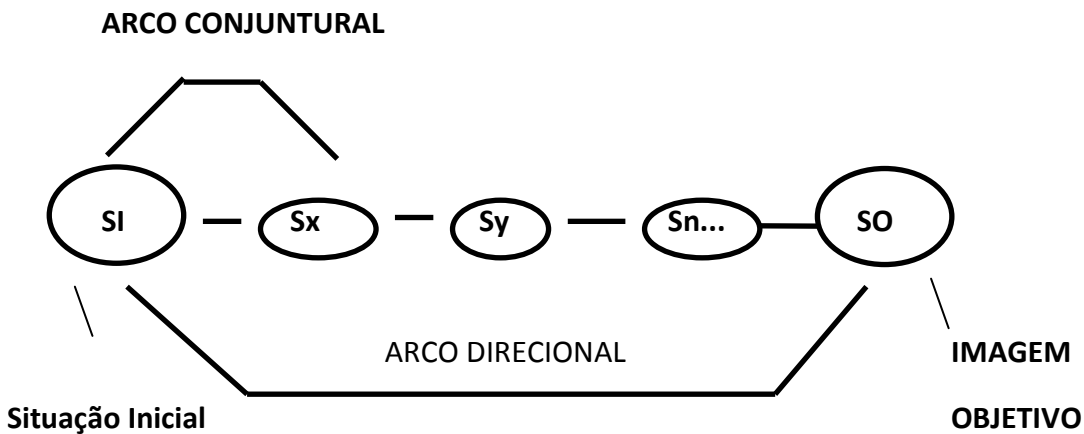 ARCO CONJUNTURAL
SI
Sx
Sy
Sn...
SO
ARCO DIRECIONAL
IMAGEM
Situação Inicial
OBJETIVO